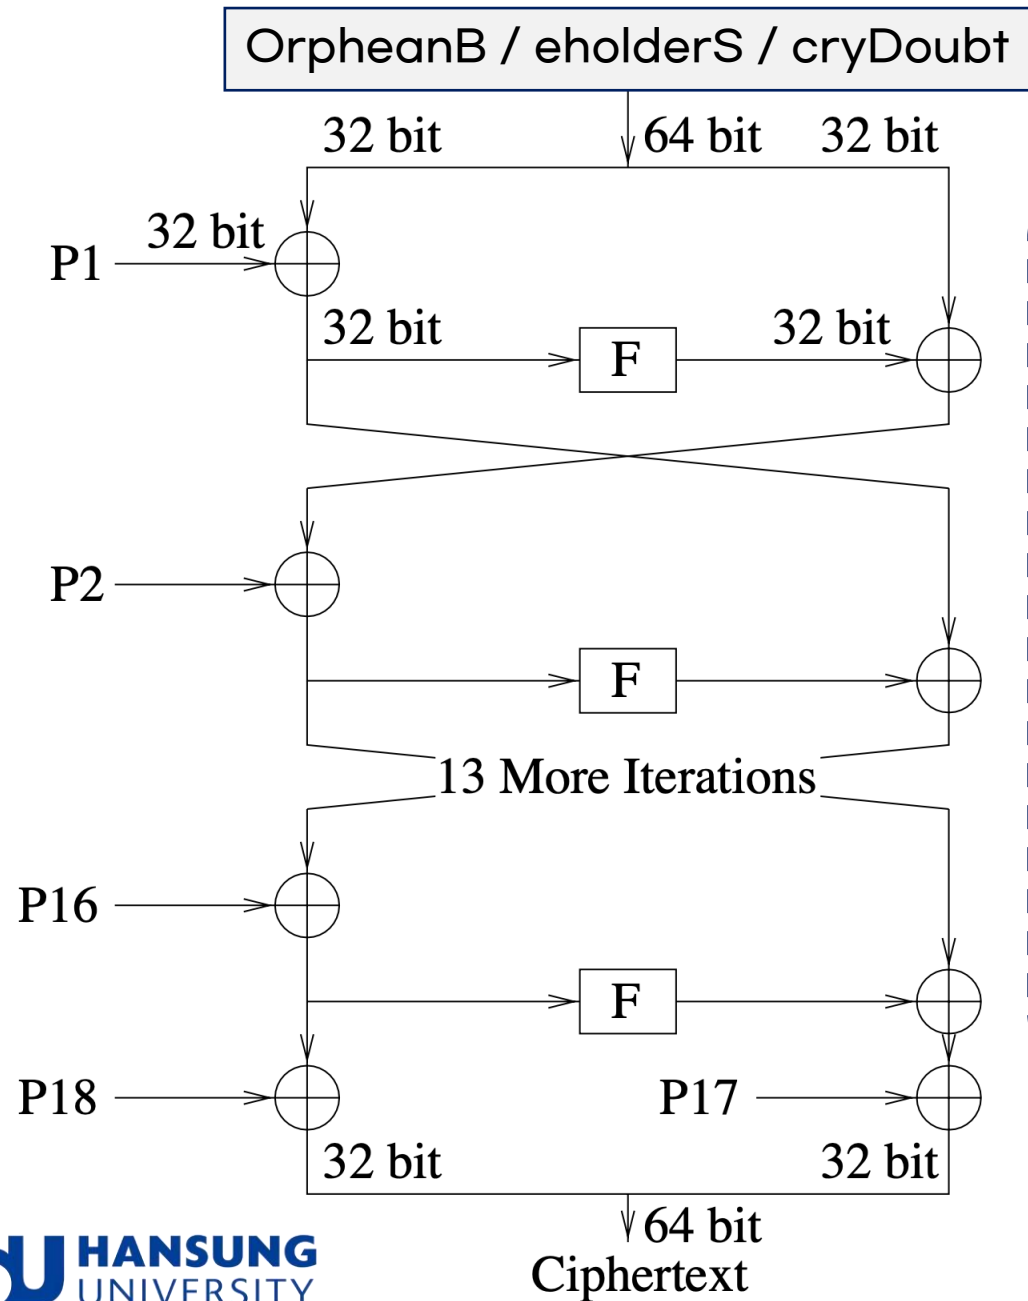 OrpheanB / eholderS / cryDoubt
32 bit 64 bit 32 bit
32 bit
P1
32 bit F 32 bit
P2
F
13 More Iterations
P16
F
P18 P17
32 bit 32 bit
64 bit
Ciphertext
HANSUNG
UNIVERSITY